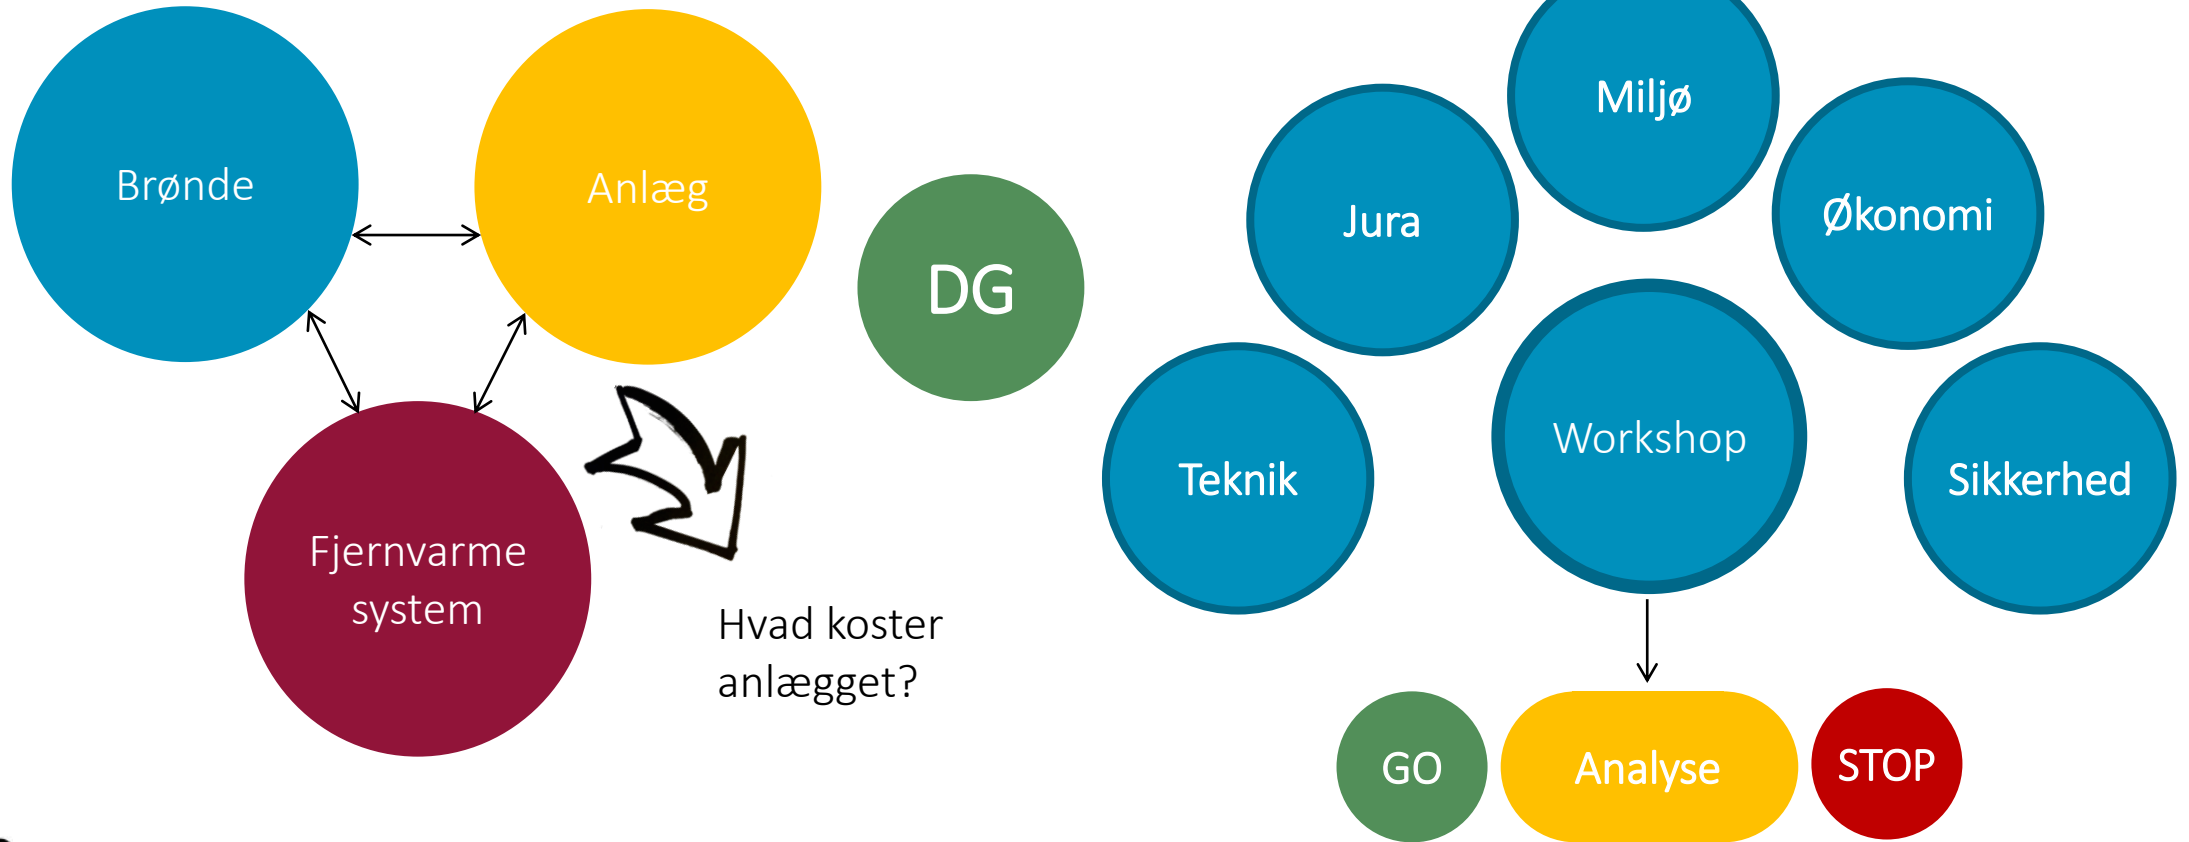 Brønde
Anlæg
Fjernvarme
system
Hvad koster
anlægget?
DG
Miljø
Jura
Økonomi
Teknik
Workshop
Sikkerhed
GO
Analyse
STOP